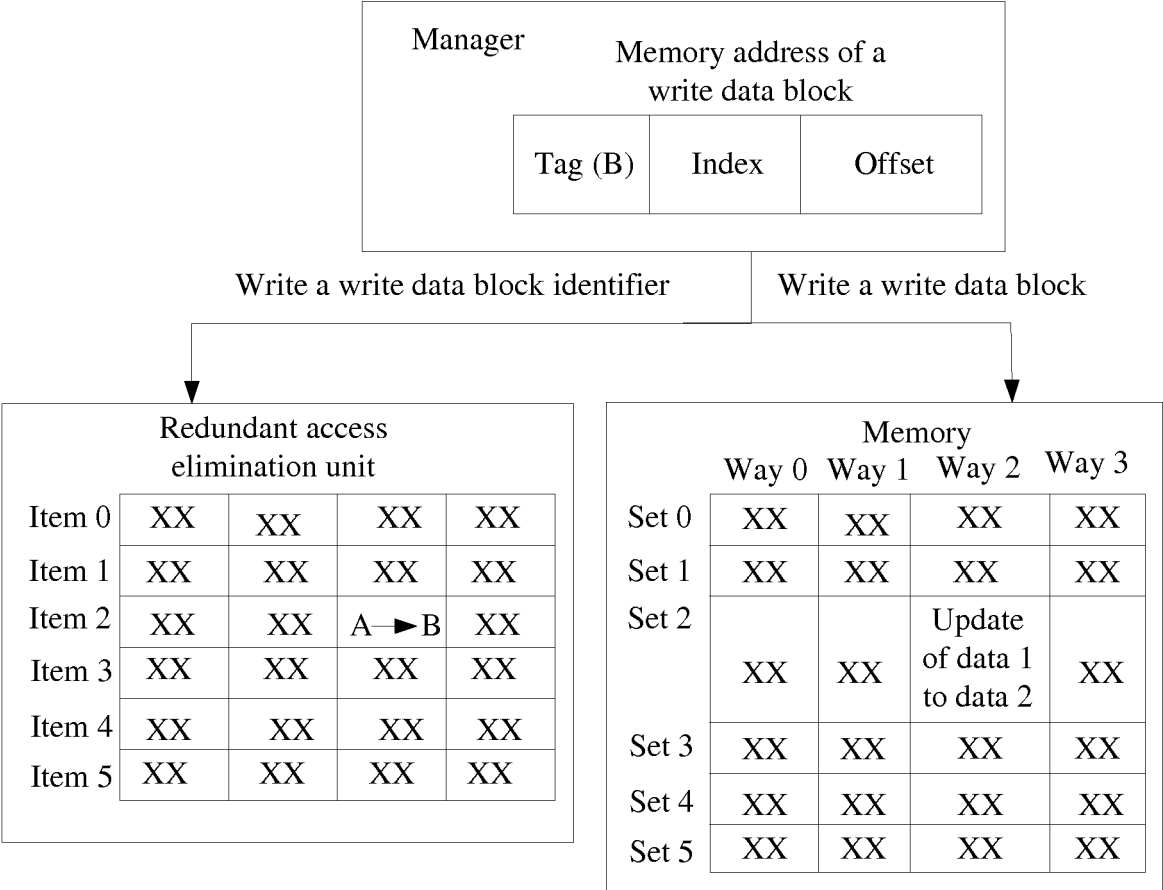 Manager
Memory address of a
write data block
Tag (B) Index Offset
Write a write data block identifier
Write a write data block
Redundant access
elimination unit
Item 0 XX XX XX XX
Item 1 XX XX XX XX
Item 2 XX XX A B XX
Item 3 XX XX XX XX
Item 4 XX XX XX XX
Item 5 XX XX XX XX
Memory
Way 0 Way 1 Way 2 Way 3
Set 0 XX XX XX XX
Set 1 XX XX XX XX
Set 2 XX XX Update
of data 1
to data 2 XX
Set 3 XX XX XX XX
Set 4 XX XX XX XX
Set 5 XX XX XX XX